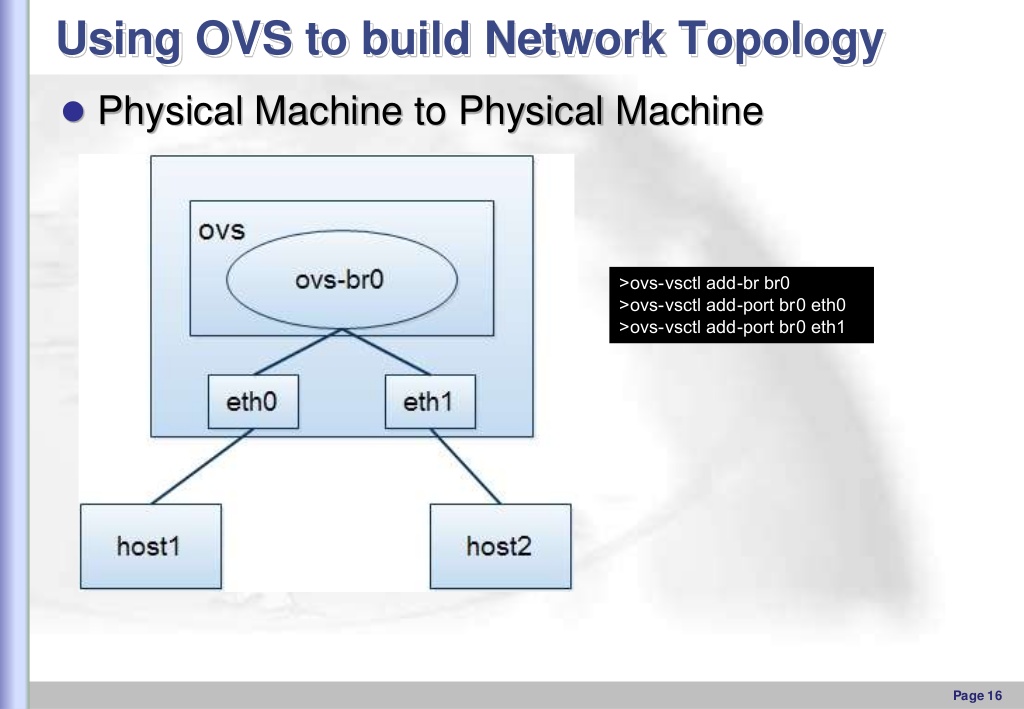 Using OVS to build Network Topology
Physical Machine to Physical Machine
ovs
ovs-br0
eth0
eth1
host1
host2
>ovs-vsctl add-br br0
>ovs-vsctl add-port br0 eth0
>ovs-vsctl add-port br0 eth1
Page 16